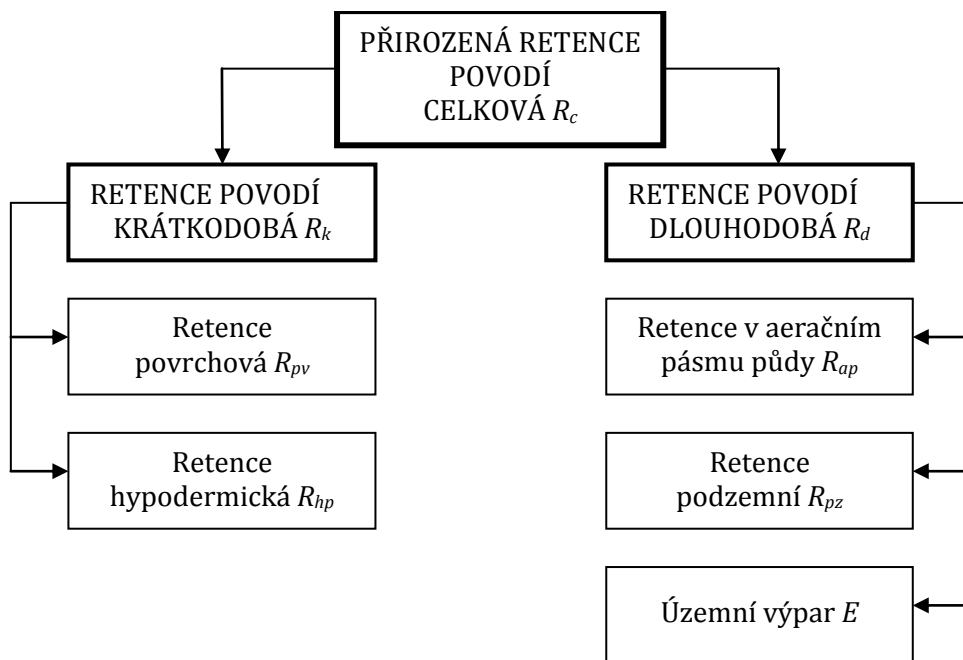 PŘIROZENÁ RETENCE
POVODÍ
CELKOVÁ Rc
RETENCE POVODÍ
KRÁTKODOBÁ Rk
RETENCE POVODÍ
DLOUHODOBÁ Rd
Retence
povrchová Rpv
Retence v aeračním
pásmu půdy Rap
Retence
hypodermická Rhp
Retence
podzemní Rpz
Územní výpar E